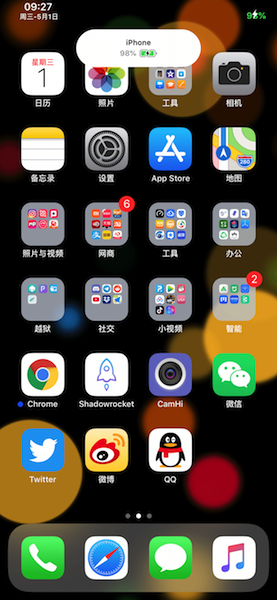 09:27
周三-5月1
98%
iPhone
98%
星期三
1
日历
照片
工具
相机
备忘录
设置
App Store
280
地图
照片与视频
6
网商
工具
办公
越狱
社交
小视频
2
智能
Chrome
Shadowrocket
CamHi
微信
Twitter
微博
QQ